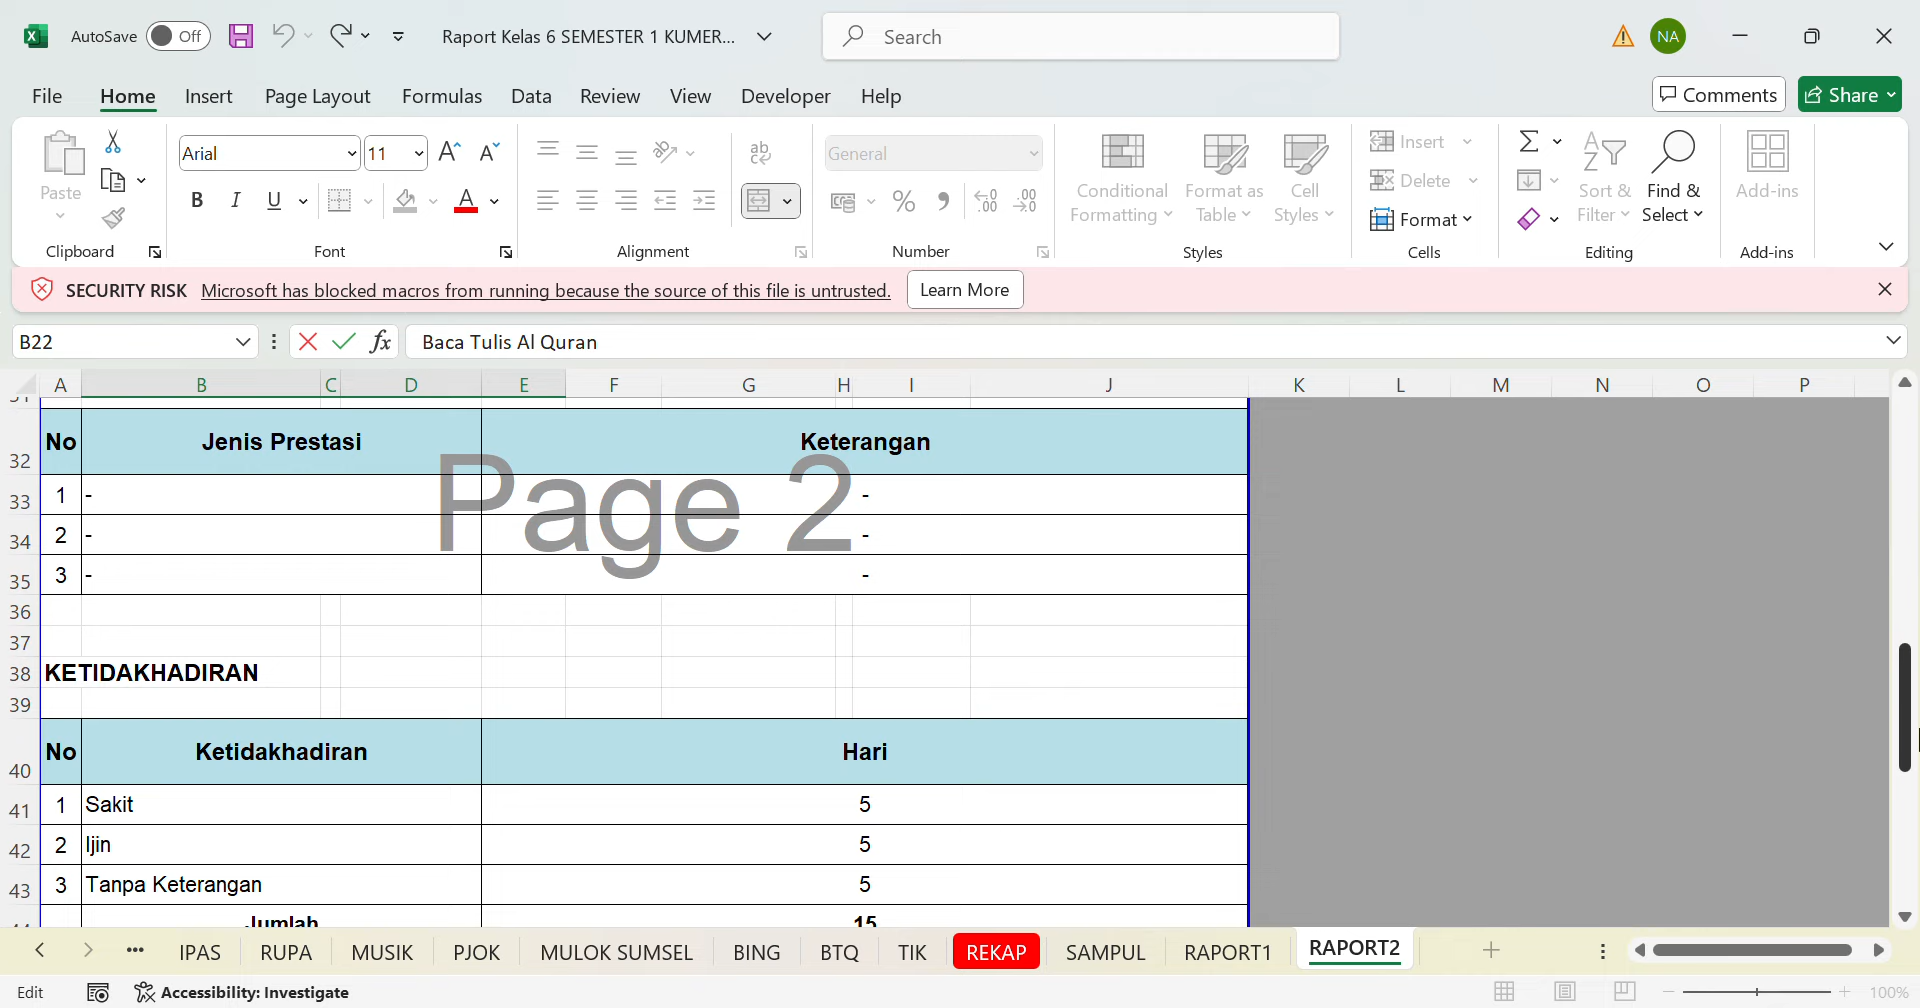 AutoSave Off Raport Kelas 6 SEMESTER 1 KUMER... Search NA
File Home Insert Page Layout Formulas Data Review View Developer Help Comments Share
Paste Arial 11 General Conditional Formatting Format as Table Cell Styles Insert Delete Format Sort & Filter Find & Select Add-ins
Clipboard Font Alignment Number Styles Cells Editing Add-ins
SECURITY RISK Microsoft has blocked macros from running because the source of this file is untrusted. Learn More
B22 fx Baca Tulis Al Quran
A B C D E F G H I J K L M N O P
32 No Jenis Prestasi Keterangan
Page 2
33 1 - -
34 2 - -
35 3 - -
36
37
38 KETIDAKHADIRAN
39
40 No Ketidakhadiran Hari
41 1 Sakit 5
42 2 Ijin 5
43 3 Tanpa Keterangan 5
Jumlah 15
IPAS RUPA MUSIK PJOK MULOK SUMSEL BING BTQ TIK REKAP SAMPUL RAPORT1 RAPORT2
Edit Accessibility: Investigate 100%